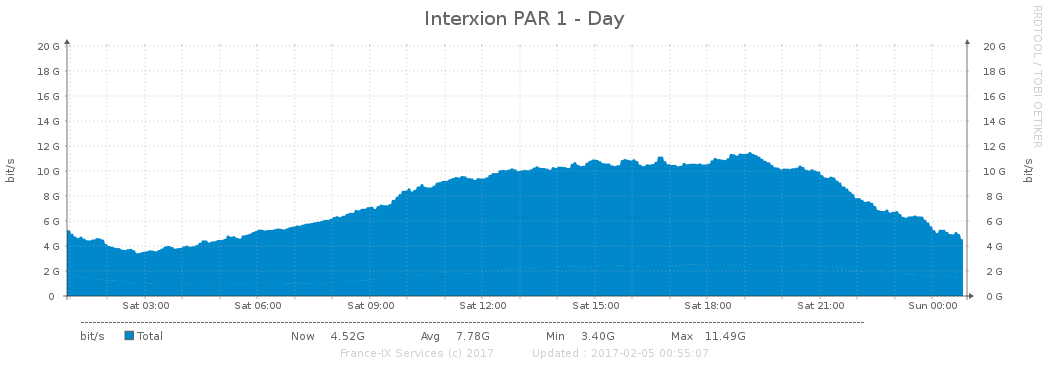 Interxion PAR 1 - Day
RRDTOOL / TOBI OETIKER
bit/s
20 G 20 G
18 G 18 G
16 G 16 G
14 G 14 G
12 G 12 G
10 G 10 G
8 G 8 G
6 G 6 G
4 G 4 G
2 G 2 G
0 0 G
bit/s
Sat 03:00 Sat 06:00 Sat 09:00 Sat 12:00 Sat 15:00 Sat 18:00 Sat 21:00 Sun 00:00
bit/s Total Now 4.52G Avg 7.78G Min 3.40G Max 11.49G
France-IX Services (c) 2017 Updated : 2017-02-05 00:55:07